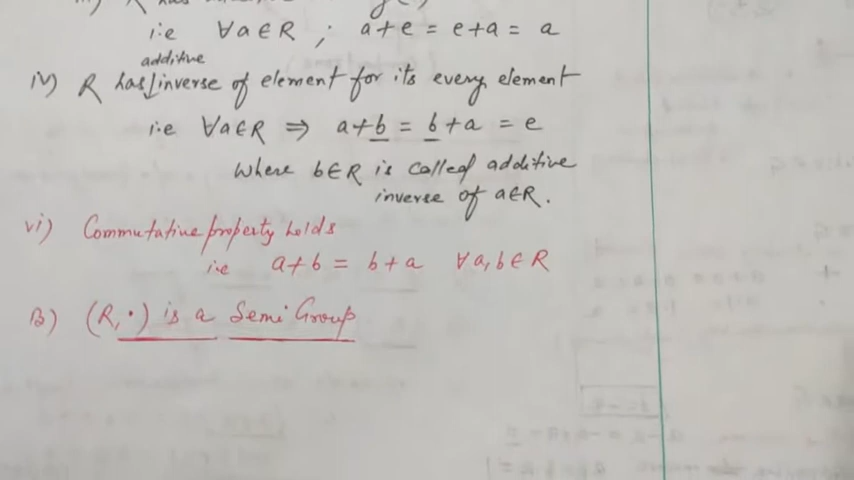 i.e ∀a∈R ; a+e = e+a = a
additive
iv) R has inverse of element for its every element
i.e ∀a∈R ⇒ a+b = b+a = e
where b∈R is called additive
inverse of a∈R.
vi) Commutative property holds
i.e a+b = b+a ∀a,b∈R
B) (R,·) is a Semi Group